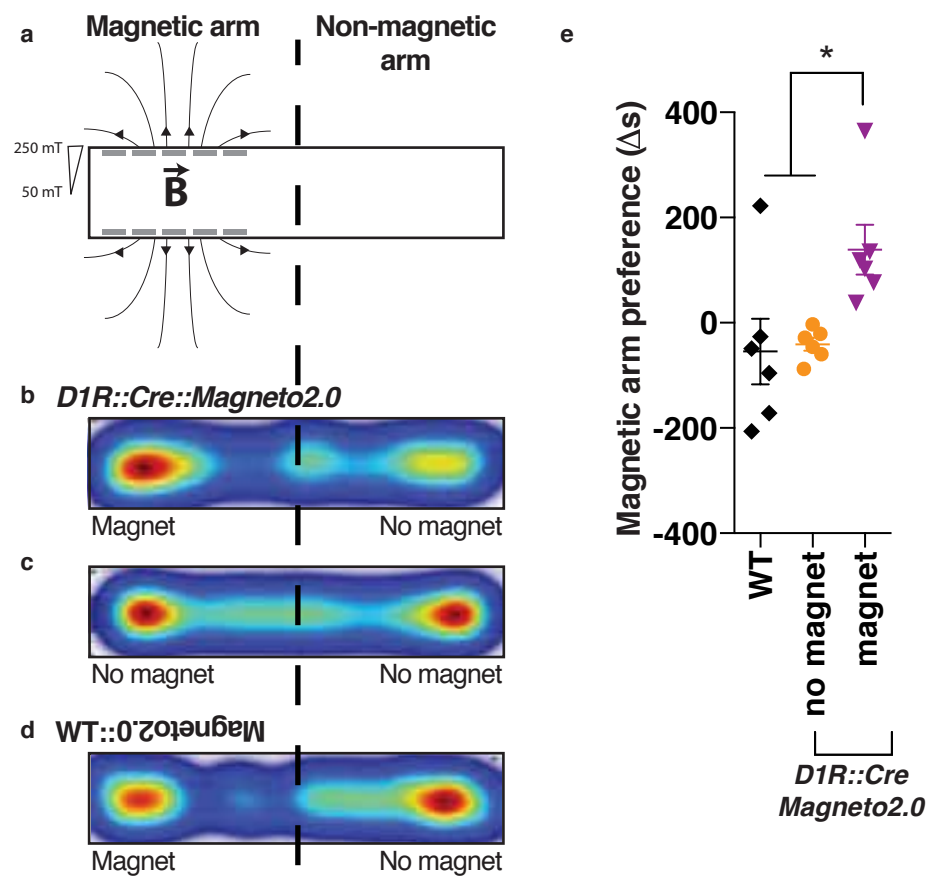 a
Magnetic arm
Non-magnetic
arm
250 mT
50 mT
B
b
D1R::Cre::Magneto2.0
Magnet
No magnet
c
No magnet
No magnet
d
Magneto2.0::WT
Magnet
No magnet
e
*
Magnetic arm preference (Δs)
400
200
0
-200
-400
WT
no magnet
magnet
D1R::Cre
Magneto2.0